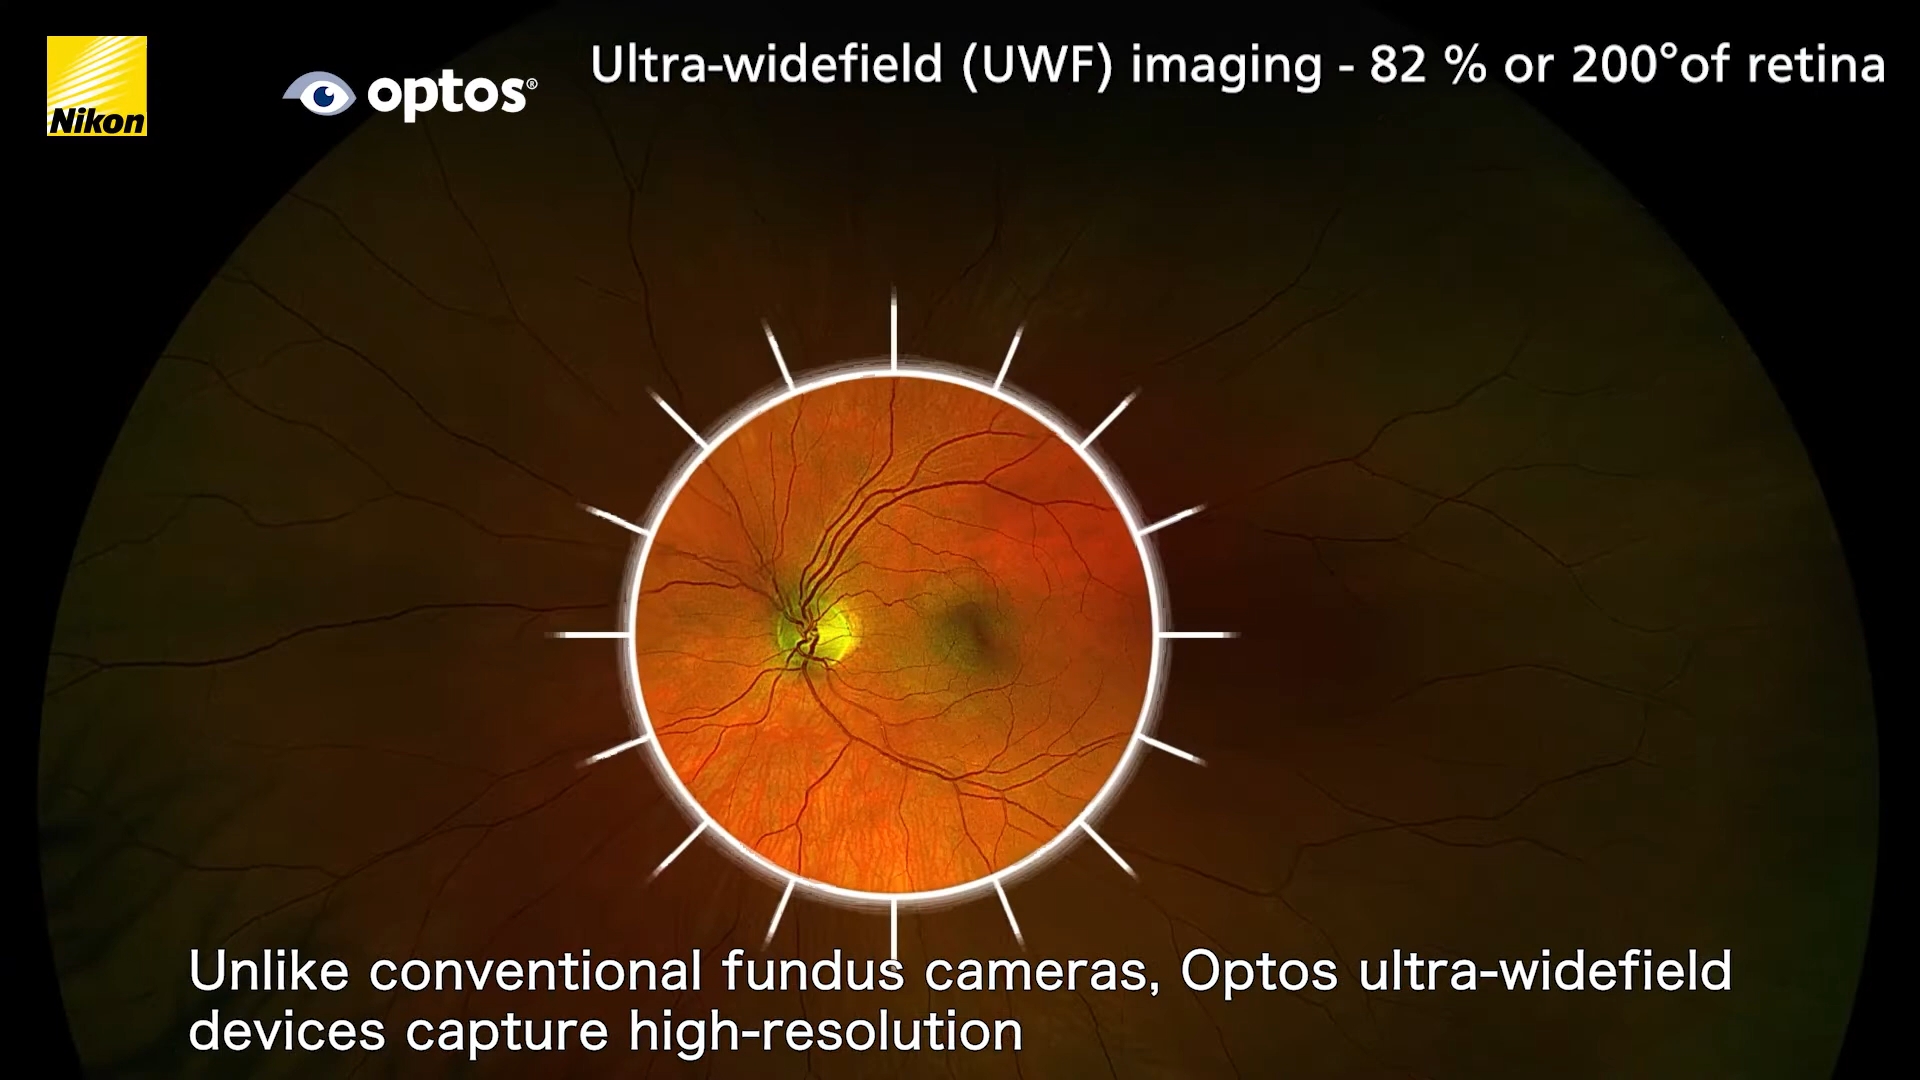 Nikon
optos®
Ultra-widefield (UWF) imaging - 82 % or 200°of retina
Unlike conventional fundus cameras, Optos ultra-widefield
devices capture high-resolution